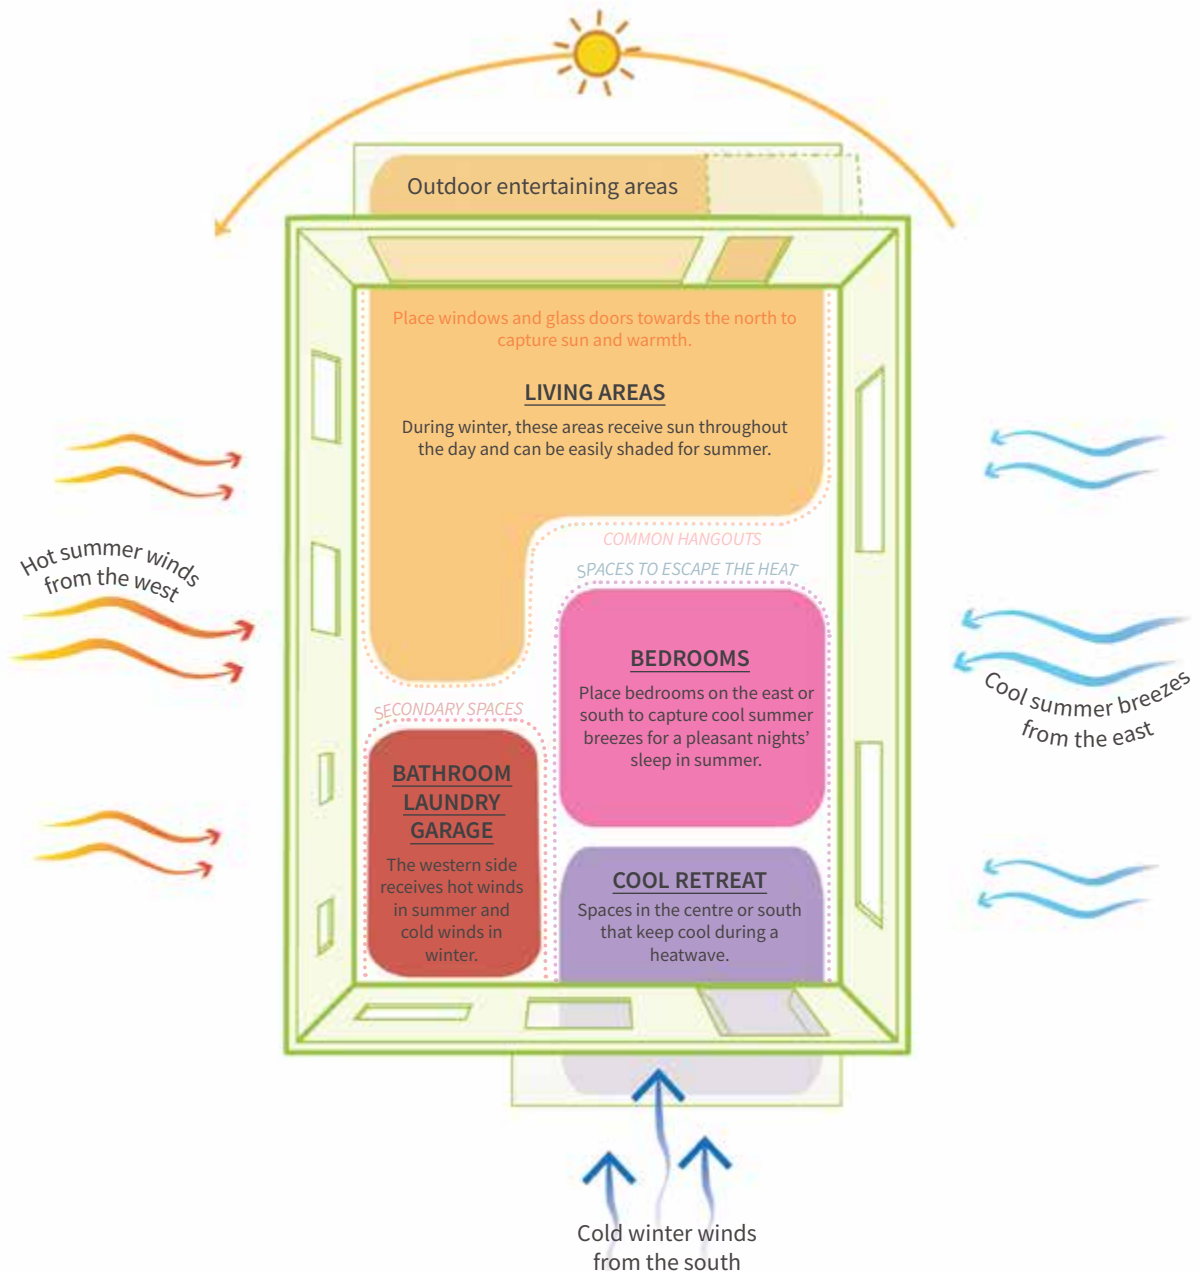 Outdoor entertaining areas
Place windows and glass doors towards the north to
capture sun and warmth.
LIVING AREAS
During winter, these areas receive sun throughout
the day and can be easily shaded for summer.
COMMON HANGOUTS
SPACES TO ESCAPE THE HEAT
Hot summer winds
from the west
BEDROOMS
Place bedrooms on the east or
south to capture cool summer
breezes for a pleasant nights’
sleep in summer.
Cool summer breezes
from the east
SECONDARY SPACES
BATHROOM
LAUNDRY
GARAGE
The western side
receives hot winds
in summer and
cold winds in
winter.
COOL RETREAT
Spaces in the centre or south
that keep cool during a
heatwave.
Cold winter winds
from the south